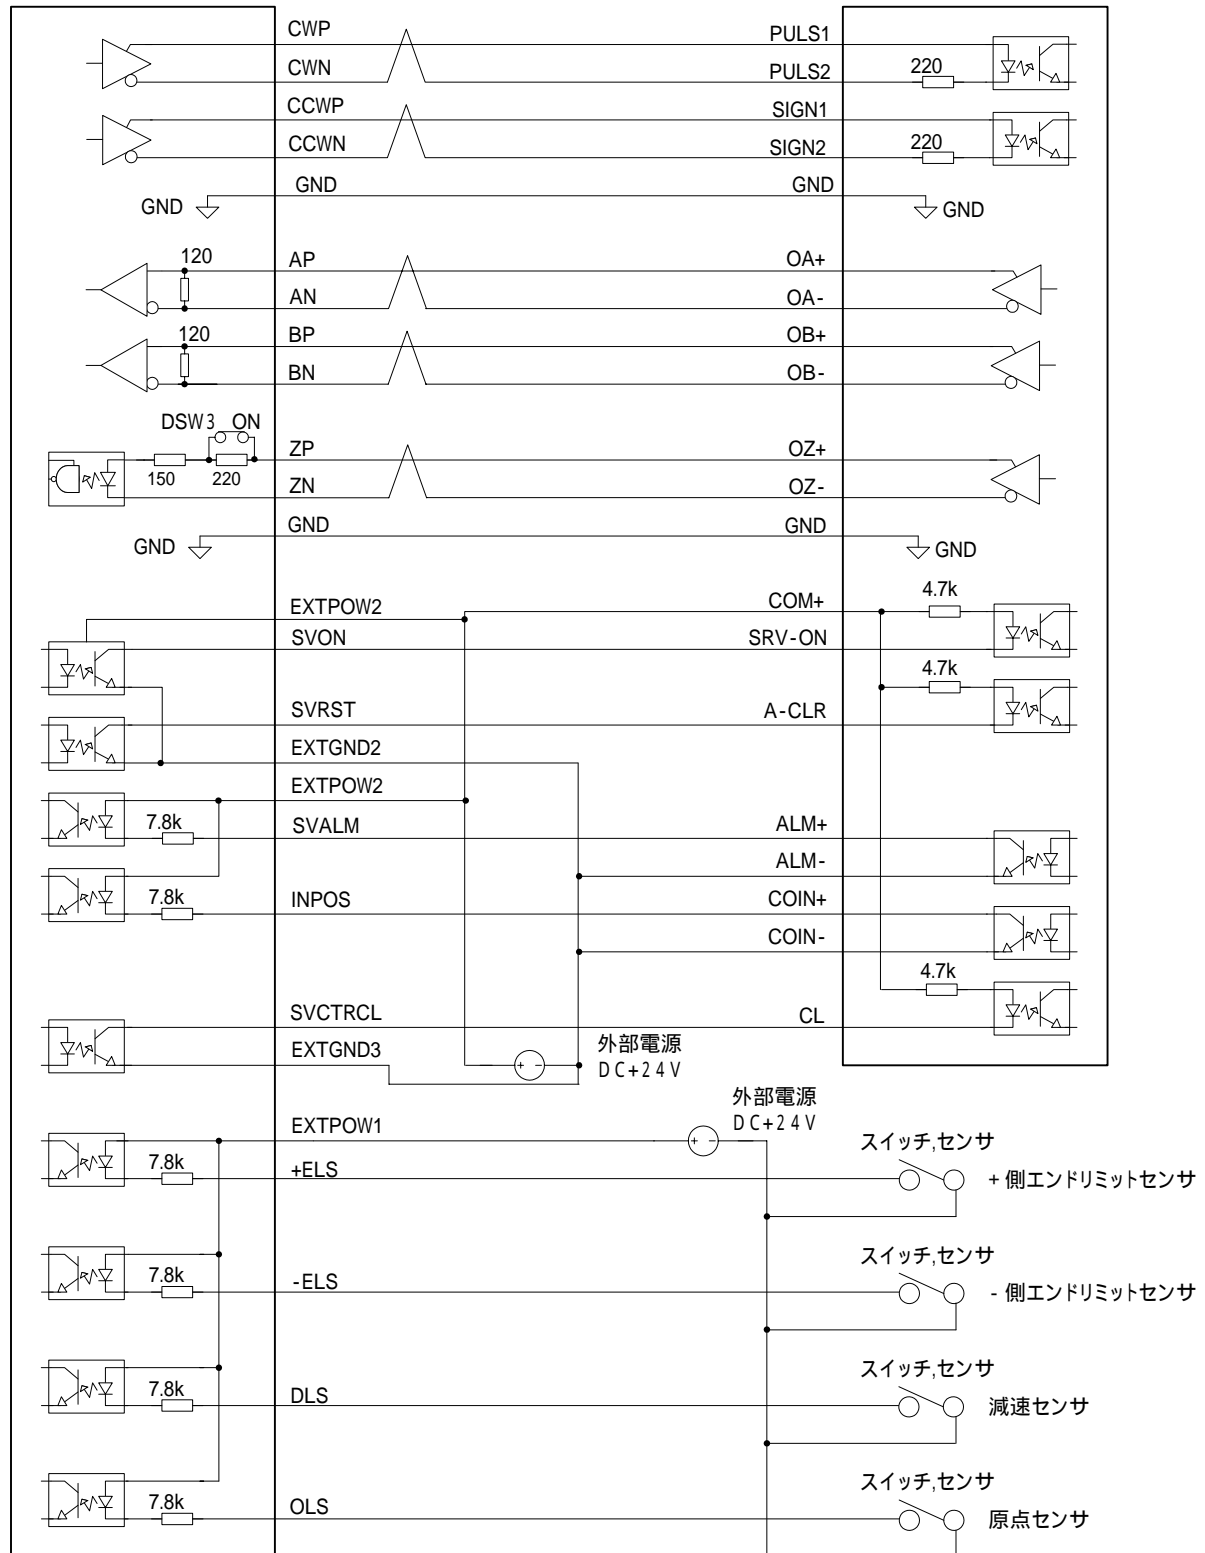 CWP
PULS1
CWN
PULS2
220
CCWP
SIGN1
CCWN
SIGN2
220
GND
GND
GND
GND
120
AP
OA+
AN
OA-
120
BP
OB+
BN
OB-
DSW3 ON
ZP
OZ+
150
220
ZN
OZ-
GND
GND
GND
GND
4.7k
EXTPOW2
COM+
SVON
SRV-ON
4.7k
SVRST
A-CLR
EXTGND2
EXTPOW2
7.8k
SVALM
ALM+
ALM-
7.8k
INPOS
COIN+
COIN-
4.7k
SVCTRCL
CL
EXTGND3
外部電源
DC+24V
外部電源
DC+24V
EXTPOW1
スイッチ,センサ
7.8k
+ELS
+側エンドリミットセンサ
スイッチ,センサ
7.8k
-ELS
-側エンドリミットセンサ
スイッチ,センサ
7.8k
DLS
減速センサ
スイッチ,センサ
7.8k
OLS
原点センサ